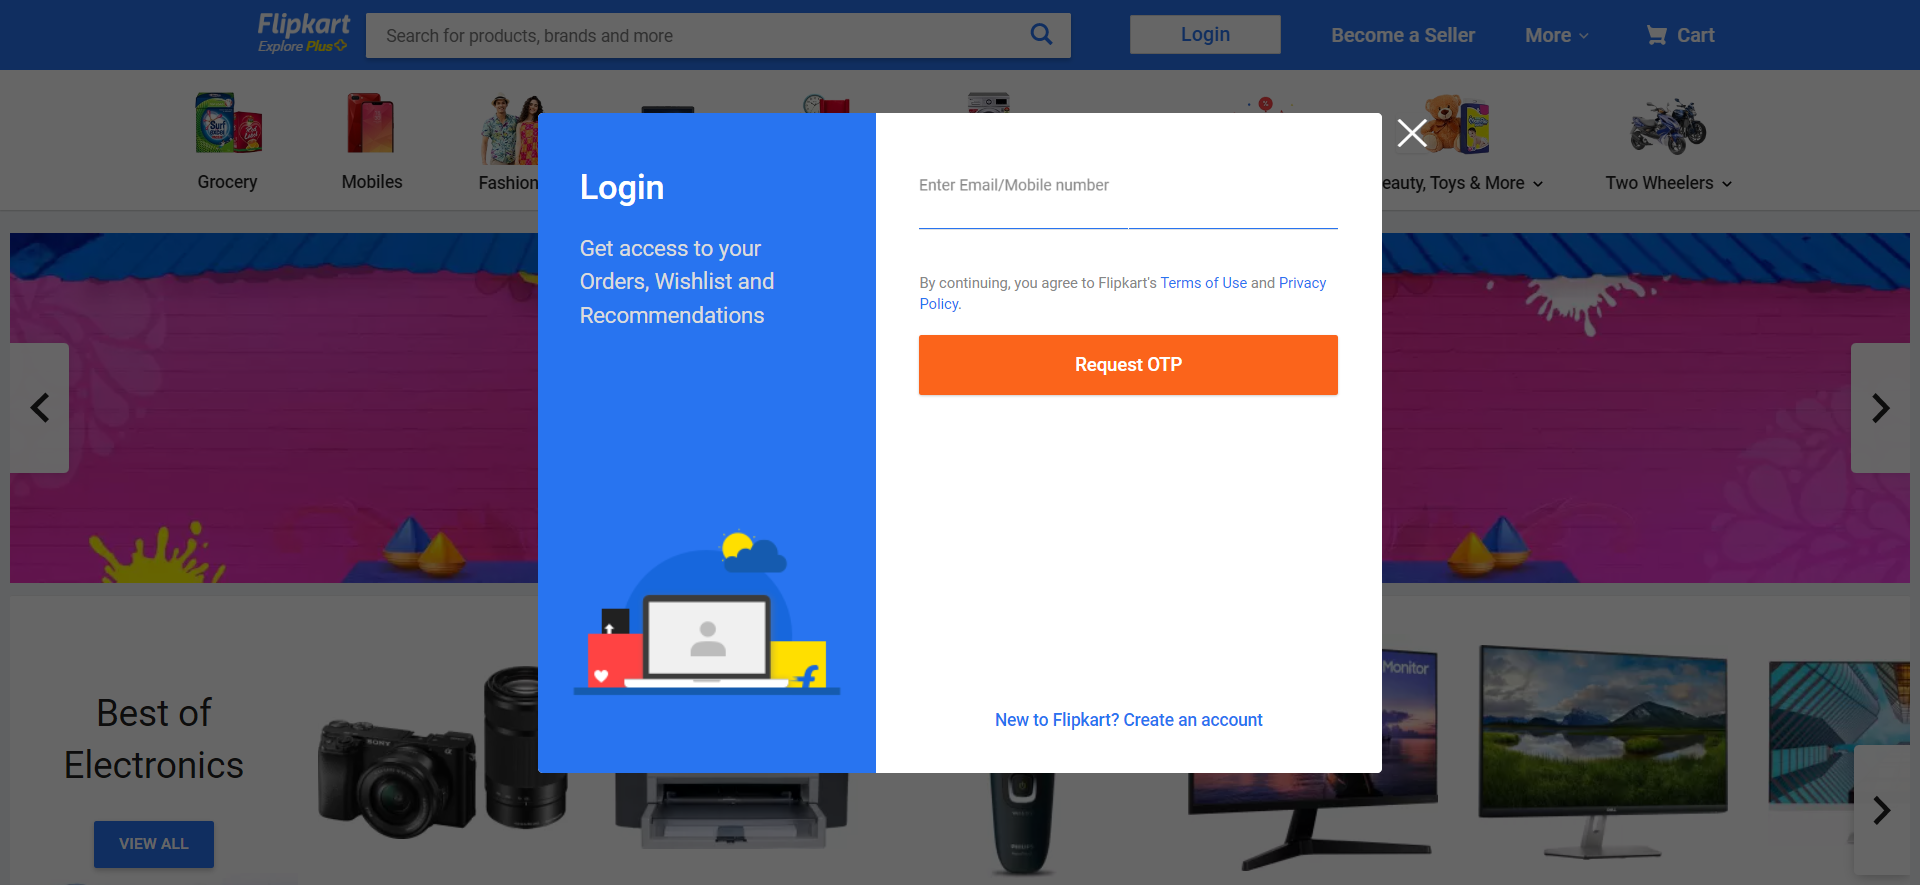 Flipkart
Explore Plus
Search for products, brands and more
Login
Become a Seller
More
Cart
Grocery
Mobiles
Fashion
eauty, Toys & More
Two Wheelers
Login
Get access to your
Orders, Wishlist and
Recommendations
Enter Email/Mobile number
By continuing, you agree to Flipkart's Terms of Use and Privacy
Policy.
Request OTP
New to Flipkart? Create an account
Best of
Electronics
VIEW ALL
SONY
Monitor